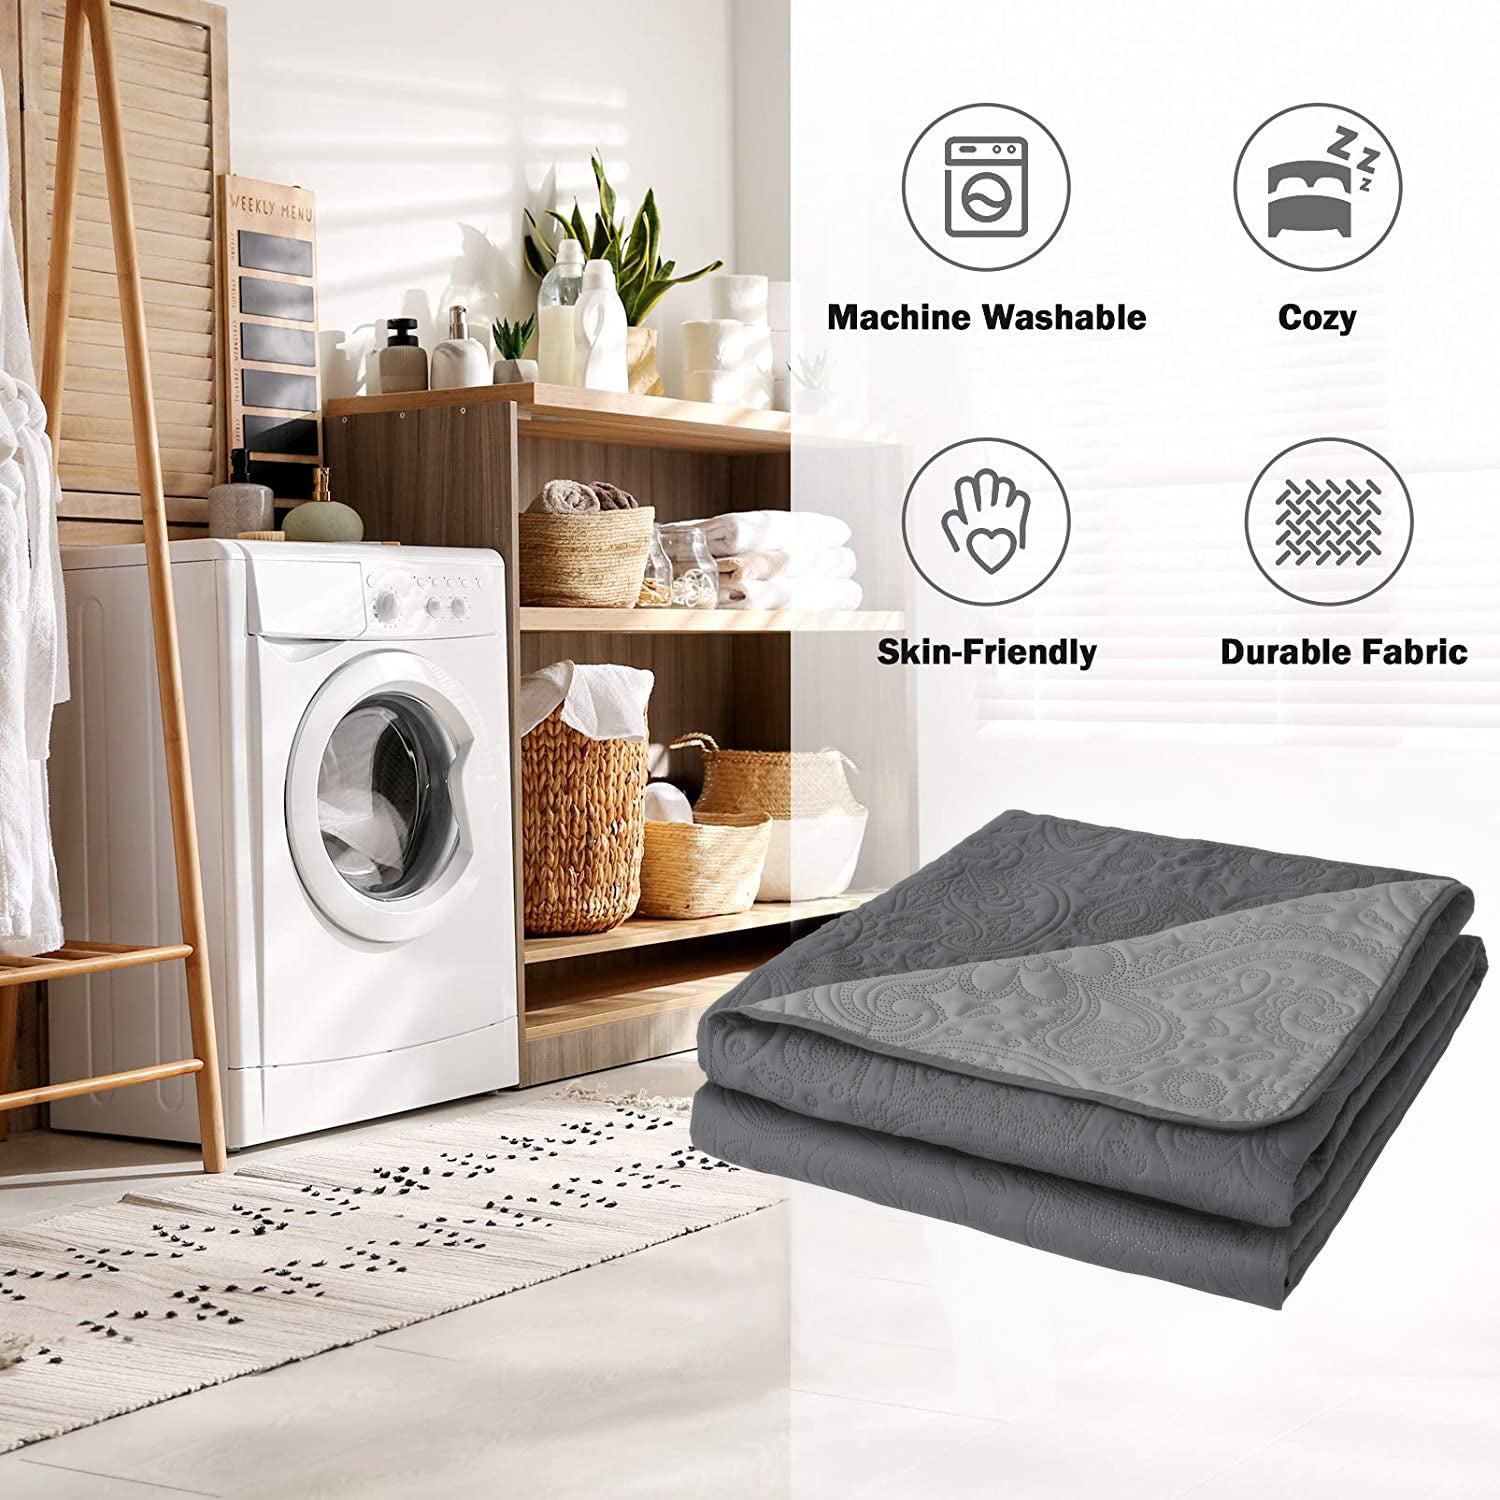 WEEKLY MENU
Machine Washable
Cozy
Skin-Friendly
Durable Fabric